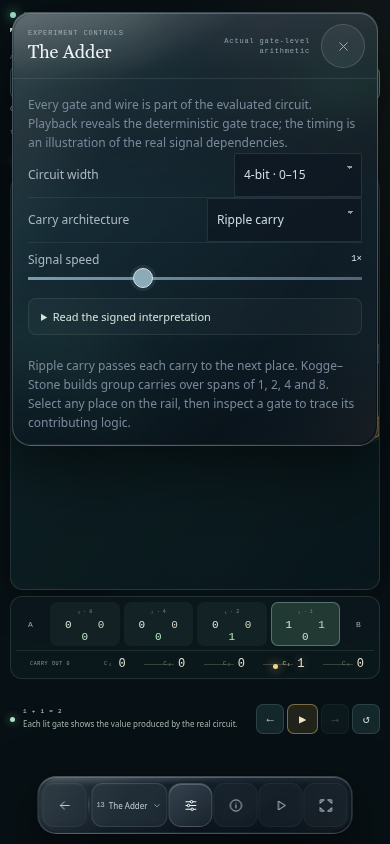 EXPERIMENT CONTROLS
The Adder
Actual gate-level
arithmetic
Every gate and wire is part of the evaluated circuit.
Playback reveals the deterministic gate trace; the timing is
an illustration of the real signal dependencies.
Circuit width
4-bit · 0–15
Carry architecture
Ripple carry
Signal speed
1×
Read the signed interpretation
Ripple carry passes each carry to the next place. Kogge–
Stone builds group carries over spans of 1, 2, 4 and 8.
Select any place on the rail, then inspect a gate to trace its
contributing logic.
A
0 0
0
0 0
0
0 0
1
1 1
0
B
CARRY OUT 0
0
0
0
C₁ 1
0
1 + 1 = 2
Each lit gate shows the value produced by the real circuit.
13 The Adder